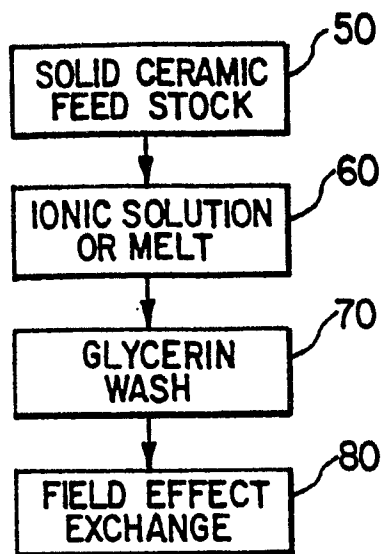 50
SOLID CERAMIC
FEED STOCK
60
IONIC SOLUTION
OR MELT
70
GLYCERIN
WASH
80
FIELD EFFECT
EXCHANGE